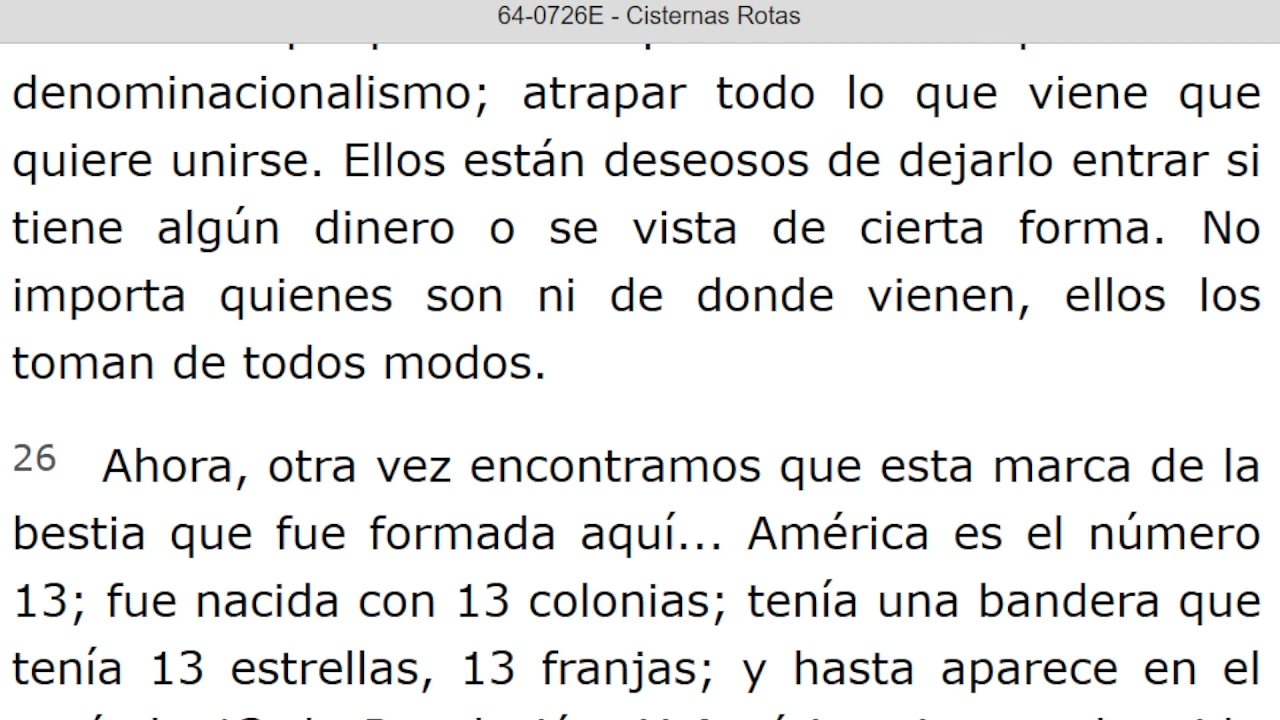 64-0726E - Cisternas Rotas
denominacionalismo; atrapar todo lo que viene que
quiere unirse. Ellos están deseosos de dejarlo entrar si
tiene algún dinero o se vista de cierta forma. No
importa quienes son ni de donde vienen, ellos los
toman de todos modos.
26 Ahora, otra vez encontramos que esta marca de la
bestia que fue formada aquí... América es el número
13; fue nacida con 13 colonias; tenía una bandera que
tenía 13 estrellas, 13 franjas; y hasta aparece en el